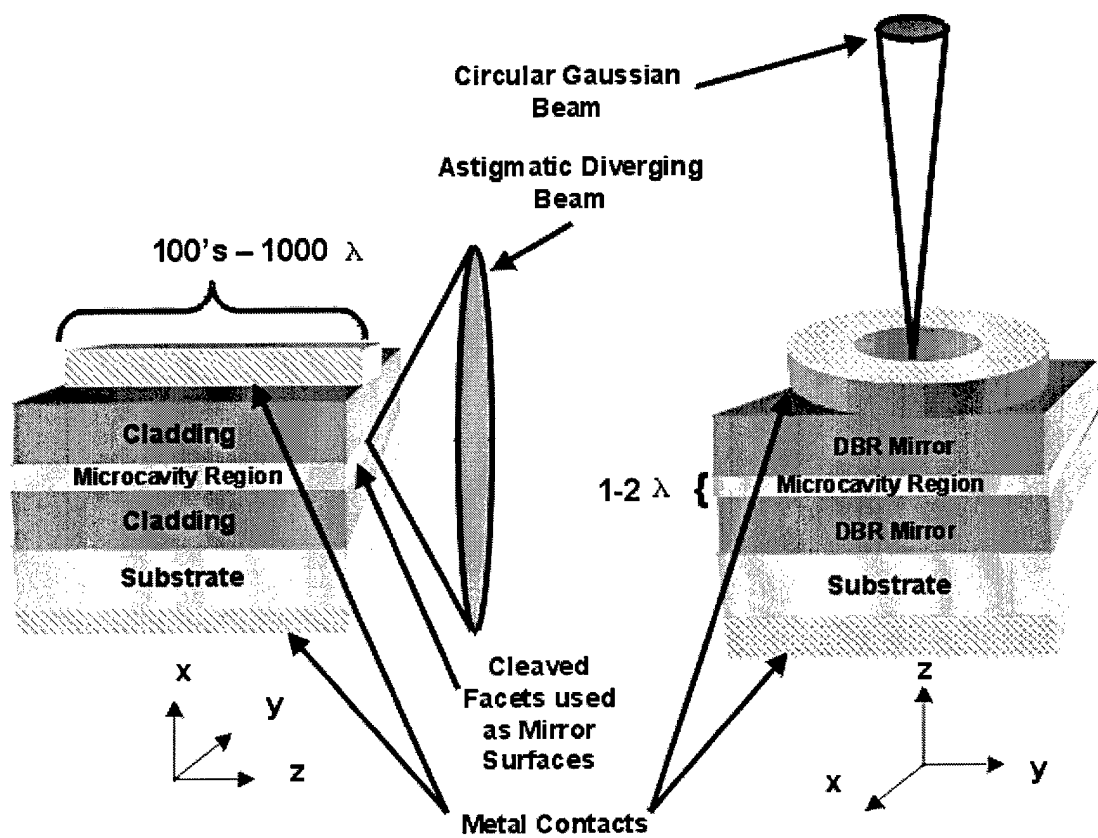 Circular Gaussian
Beam
Astigmatic Diverging
Beam
100's – 1000 λ
Cladding
Microcavity Region
Cladding
Substrate
DBR Mirror
Microcavity Region
DBR Mirror
Substrate
1-2 λ
Cleaved
Facets used
as Mirror
Surfaces
Metal Contacts
x
y
z
z
y
x